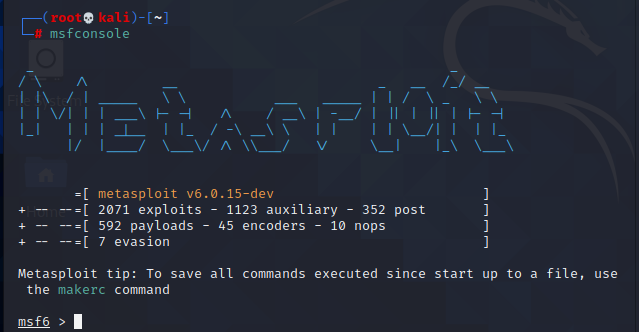 ┌──(root💀kali)-[~]
└─# msfconsole
=[ metasploit v6.0.15-dev ]
+ -- --=[ 2071 exploits - 1123 auxiliary - 352 post ]
+ -- --=[ 592 payloads - 45 encoders - 10 nops ]
+ -- --=[ 7 evasion ]
Metasploit tip: To save all commands executed since start up to a file, use
the makerc command
msf6 >